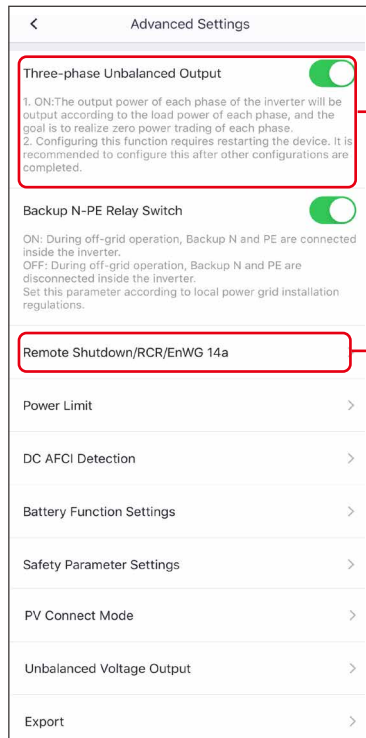 Advanced Settings
Three-phase Unbalanced Output
1. ON:The output power of each phase of the inverter will be
output according to the load power of each phase, and the
goal is to realize zero power trading of each phase.
2. Configuring this function requires restarting the device. It is
recommended to configure this after other configurations are
completed.
Backup N-PE Relay Switch
ON: During off-grid operation, Backup N and PE are connected
inside the inverter.
OFF: During off-grid operation, Backup N and PE are
disconnected inside the inverter.
Set this parameter according to local power grid installation
regulations.
Remote Shutdown/RCR/EnWG 14a
Power Limit
DC AFCI Detection
Battery Function Settings
Safety Parameter Settings
PV Connect Mode
Unbalanced Voltage Output
Export